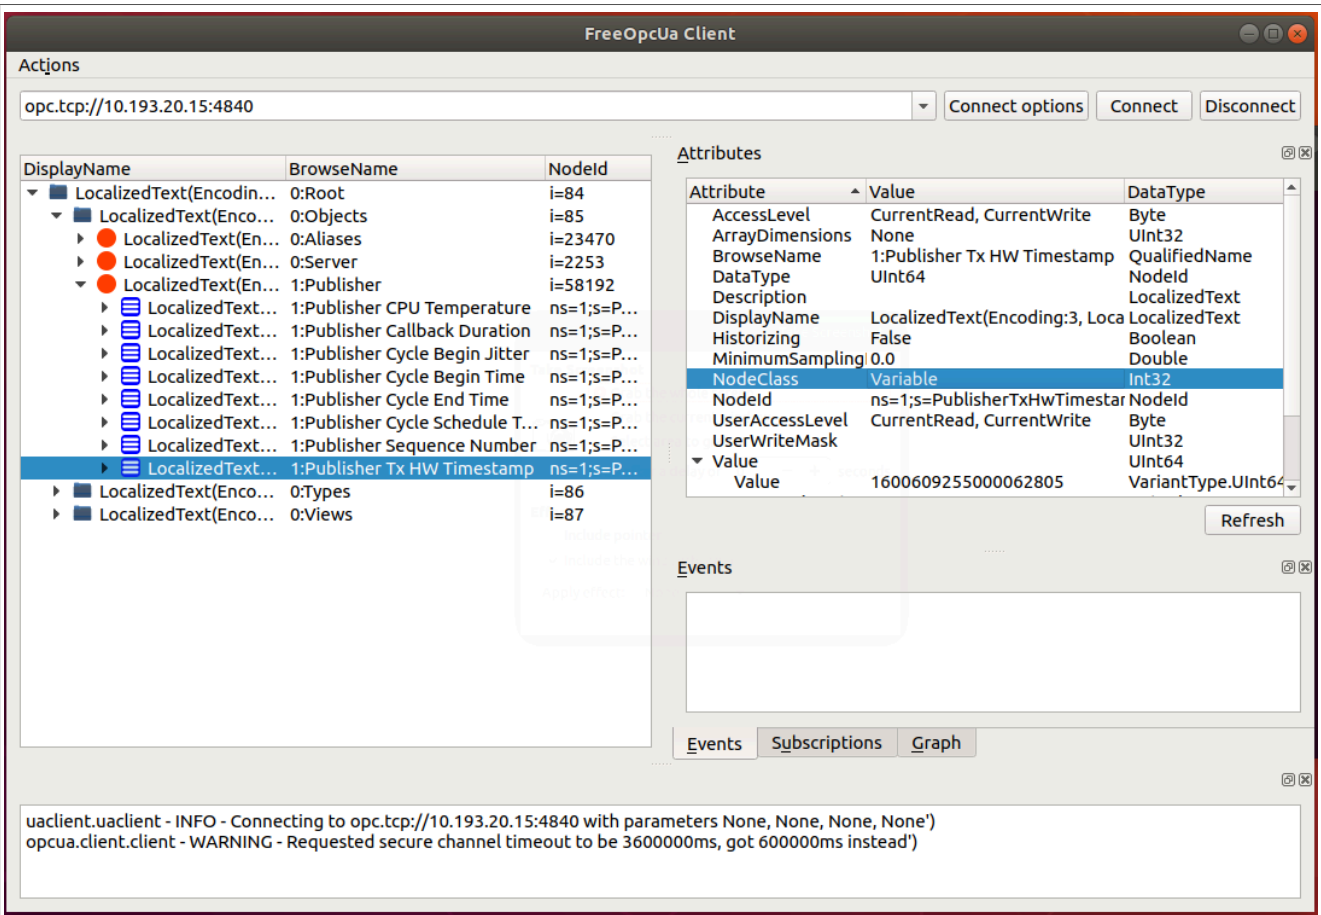 FreeOpcUa Client
Actions
opc.tcp://10.193.20.15:4840
Connect options
Connect
Disconnect
DisplayName BrowseName NodeId
LocalizedText(Encodin... 0:Root i=84
LocalizedText(Enco... 0:Objects i=85
LocalizedText(En... 0:Aliases i=23470
LocalizedText(En... 0:Server i=2253
LocalizedText(En... 1:Publisher i=58192
LocalizedText... 1:Publisher CPU Temperature ns=1;s=P...
LocalizedText... 1:Publisher Callback Duration ns=1;s=P...
LocalizedText... 1:Publisher Cycle Begin Jitter ns=1;s=P...
LocalizedText... 1:Publisher Cycle Begin Time ns=1;s=P...
LocalizedText... 1:Publisher Cycle End Time ns=1;s=P...
LocalizedText... 1:Publisher Cycle Schedule T... ns=1;s=P...
LocalizedText... 1:Publisher Sequence Number ns=1;s=P...
LocalizedText... 1:Publisher Tx HW Timestamp ns=1;s=P...
LocalizedText(Enco... 0:Types i=86
LocalizedText(Enco... 0:Views i=87
Attributes
Attribute Value DataType
AccessLevel CurrentRead, CurrentWrite Byte
ArrayDimensions None UInt32
BrowseName 1:Publisher Tx HW Timestamp QualifiedName
DataType UInt64 NodeId
Description LocalizedText
DisplayName LocalizedText(Encoding:3, Loca LocalizedText
Historizing False Boolean
MinimumSampling 0.0 Double
NodeClass Variable Int32
NodeId ns=1;s=PublisherTxHwTimestar NodeId
UserAccessLevel CurrentRead, CurrentWrite Byte
UserWriteMask UInt32
Value UInt64
Value 1600609255000062805 VariantType.UInt64
Refresh
Events
Events
Subscriptions
Graph
uaclient.uaclient - INFO - Connecting to opc.tcp://10.193.20.15:4840 with parameters None, None, None, None')
opcua.client.client - WARNING - Requested secure channel timeout to be 3600000ms, got 600000ms instead')